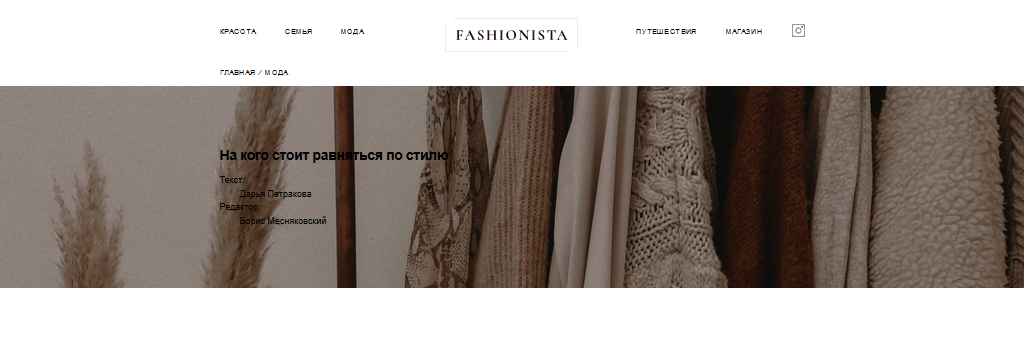 КРАСОТА СЕМЬЯ МОДА FASHIONISTA ПУТЕШЕСТВИЯ МАГАЗИН
ГЛАВНАЯ / МОДА
На кого стоит равняться по стилю
Текст:
Дарья Петракова
Редактор:
Борис Месняковский